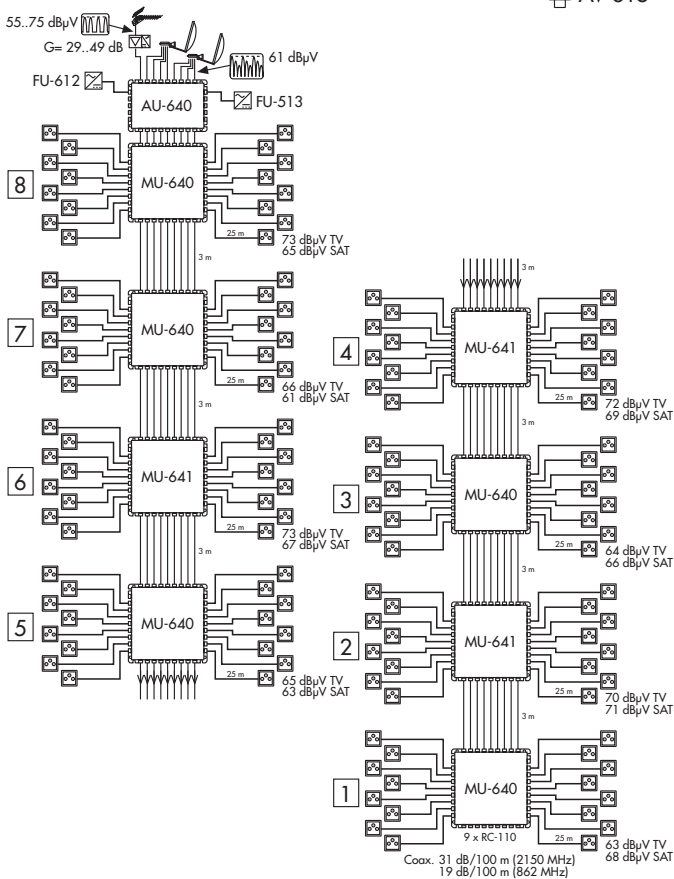 AV-510
55..75 dBµV
G= 29..49 dB
61 dBµV
FU-612
FU-513
AU-640
8
MU-640
25 m
73 dBµV TV
65 dBµV SAT
3 m
7
MU-640
25 m
66 dBµV TV
61 dBµV SAT
3 m
6
MU-641
25 m
73 dBµV TV
67 dBµV SAT
3 m
5
MU-640
25 m
65 dBµV TV
63 dBµV SAT
3 m
4
MU-641
25 m
72 dBµV TV
69 dBµV SAT
3 m
3
MU-640
25 m
64 dBµV TV
66 dBµV SAT
3 m
2
MU-641
25 m
70 dBµV TV
71 dBµV SAT
3 m
1
MU-640
9 x RC-110
25 m
63 dBµV TV
68 dBµV SAT
Coax. 31 dB/100 m (2150 MHz)
19 dB/100 m (862 MHz)